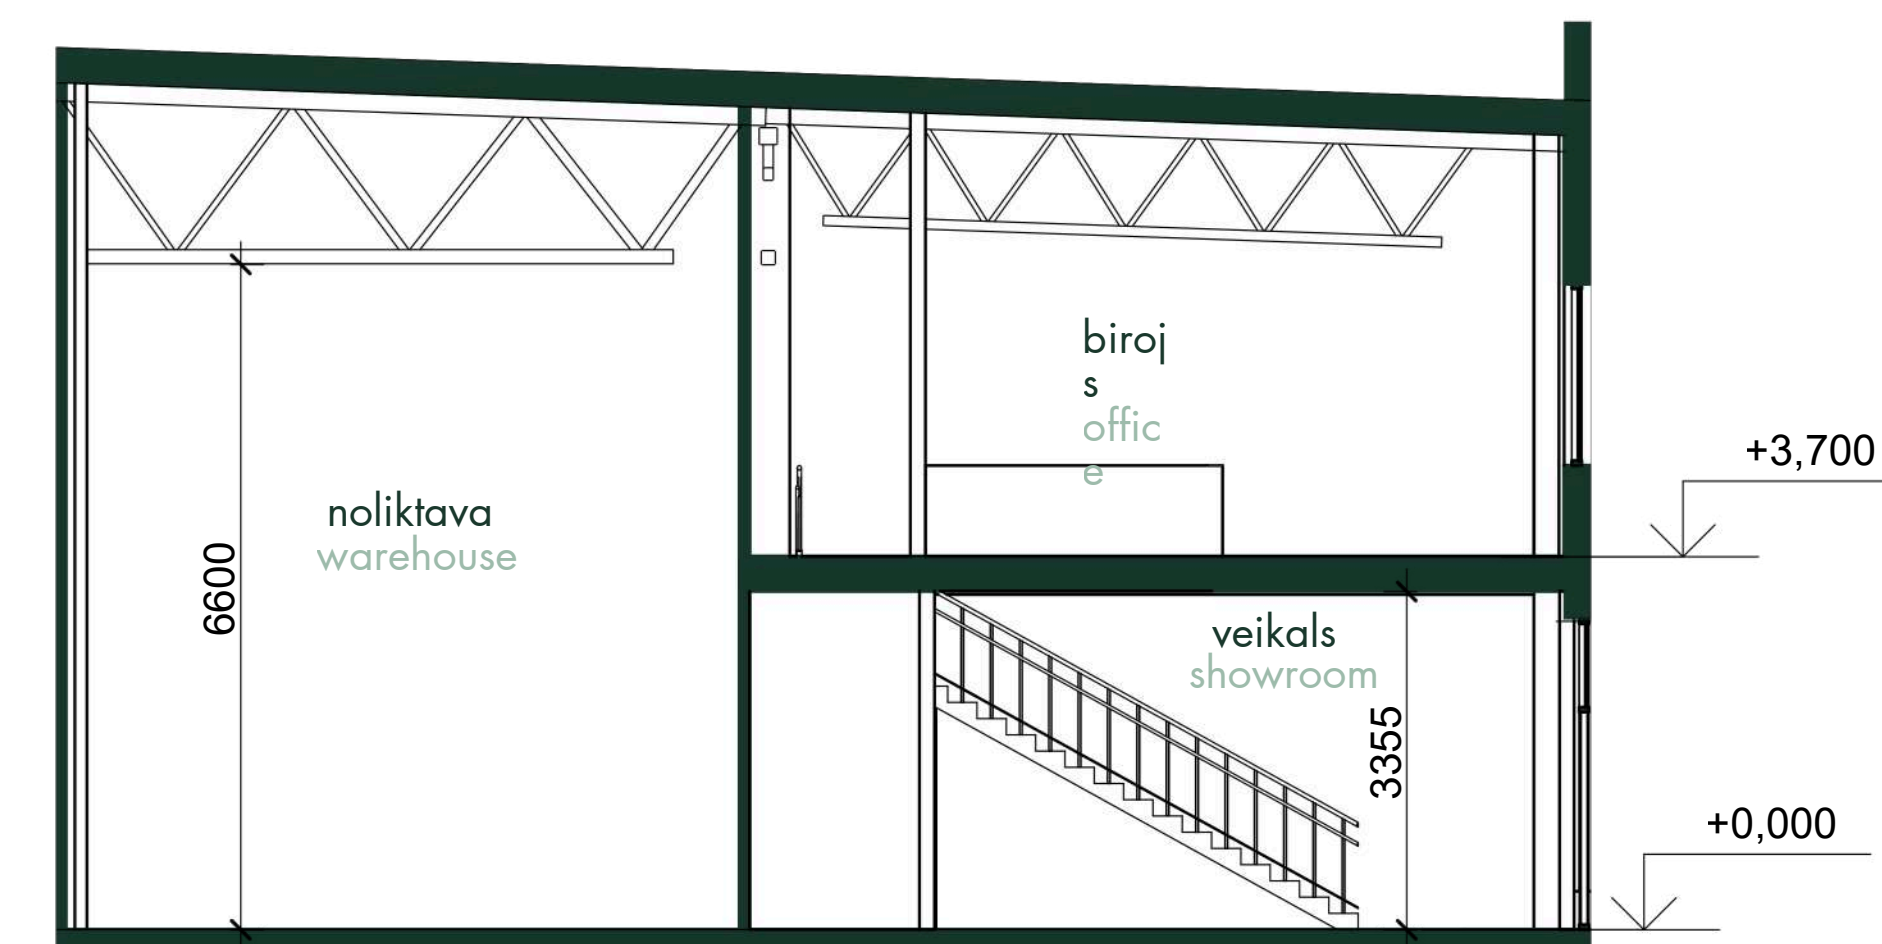 biroj
s
offic
e
+3,700
noliktava
warehouse
6600
veikals
showroom
3355
+0,000